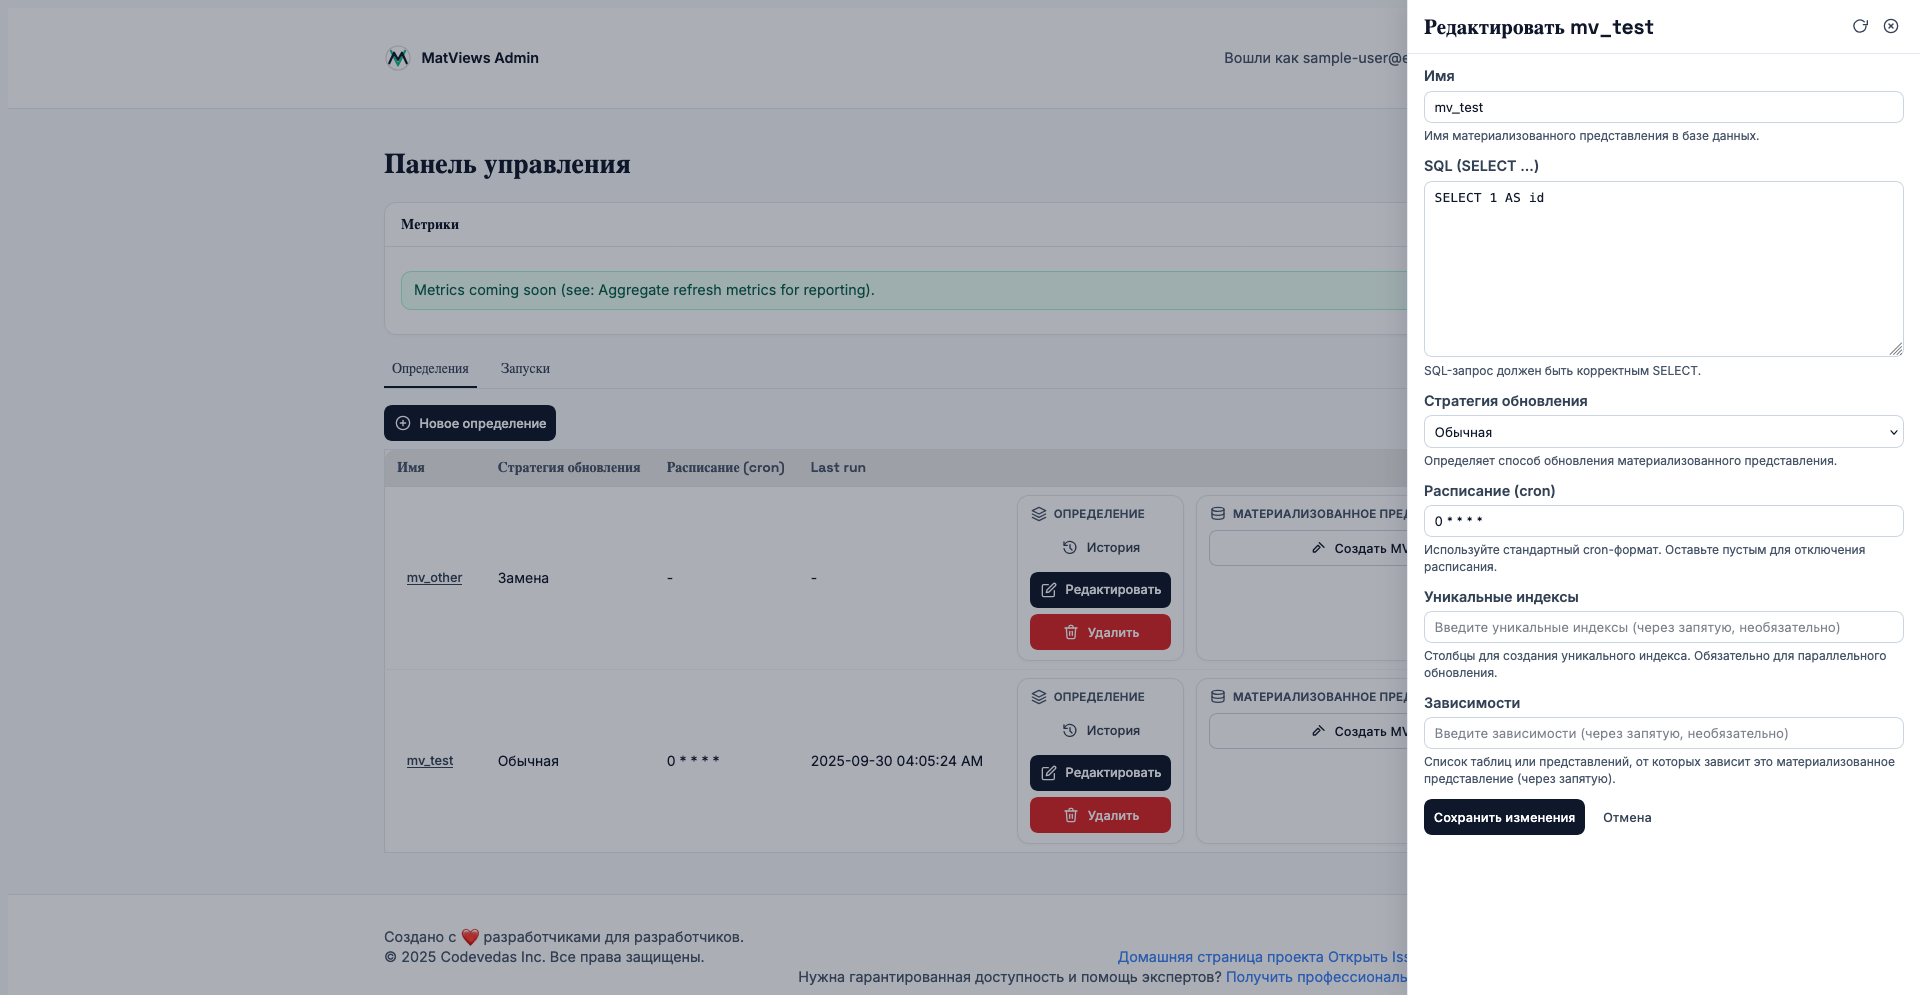 MatViews Admin
Вошли как sample-user@e
Панель управления
Метрики
Metrics coming soon (see: Aggregate refresh metrics for reporting).
Определения
Запуски
Новое определение
Имя
Стратегия обновления
Расписание (cron)
Last run
mv_other
Замена
-
-
ОПРЕДЕЛЕНИЕ
История
Редактировать
Удалить
МАТЕРИАЛИЗОВАННОЕ ПРЕД
Создать MV
mv_test
Обычная
0 * * * *
2025-09-30 04:05:24 AM
ОПРЕДЕЛЕНИЕ
История
Редактировать
Удалить
МАТЕРИАЛИЗОВАННОЕ ПРЕД
Создать MV
Создано с ❤️ разработчиками для разработчиков.
© 2025 Codevedas Inc. Все права защищены.
Домашняя страница проекта Открыть Iss
Нужна гарантированная доступность и помощь экспертов? Получить профессиональ
Редактировать mv_test
Имя
mv_test
Имя материализованного представления в базе данных.
SQL (SELECT …)
SELECT 1 AS id
SQL-запрос должен быть корректным SELECT.
Стратегия обновления
Обычная
Определяет способ обновления материализованного представления.
Расписание (cron)
0 * * * *
Используйте стандартный cron-формат. Оставьте пустым для отключения
расписания.
Уникальные индексы
Введите уникальные индексы (через запятую, необязательно)
Столбцы для создания уникального индекса. Обязательно для параллельного
обновления.
Зависимости
Введите зависимости (через запятую, необязательно)
Список таблиц или представлений, от которых зависит это материализованное
представление (через запятую).
Сохранить изменения
Отмена